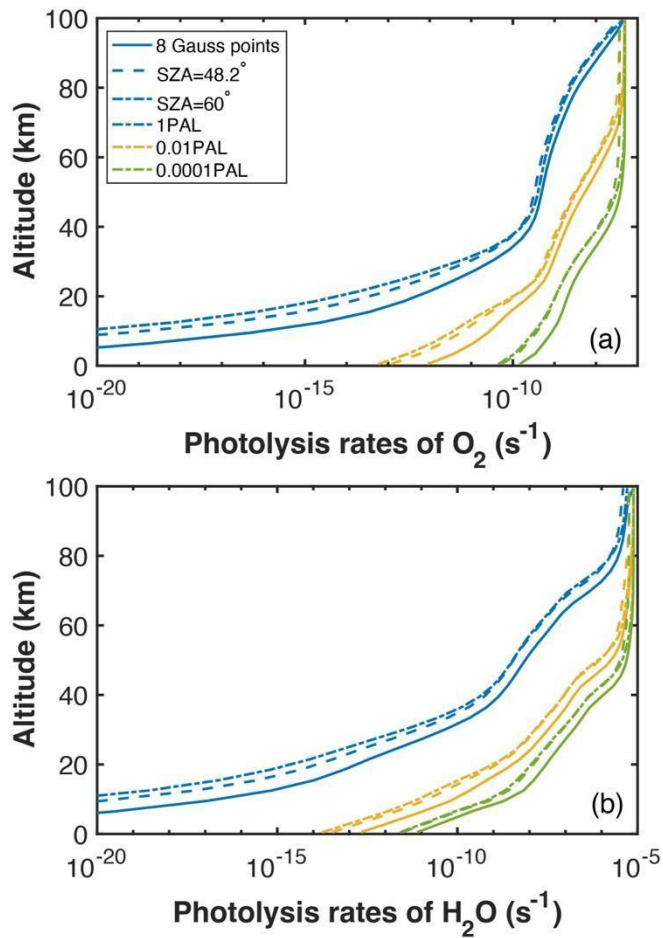 100
80
60
40
20
0
Altitude (km)
8 Gauss points
SZA=48.2°
SZA=60°
1PAL
0.01PAL
0.0001PAL
(a)
10⁻²⁰ 10⁻¹⁵ 10⁻¹⁰
Photolysis rates of O₂ (s⁻¹)
100
80
60
40
20
0
Altitude (km)
(b)
10⁻²⁰ 10⁻¹⁵ 10⁻¹⁰ 10⁻⁵
Photolysis rates of H₂O (s⁻¹)